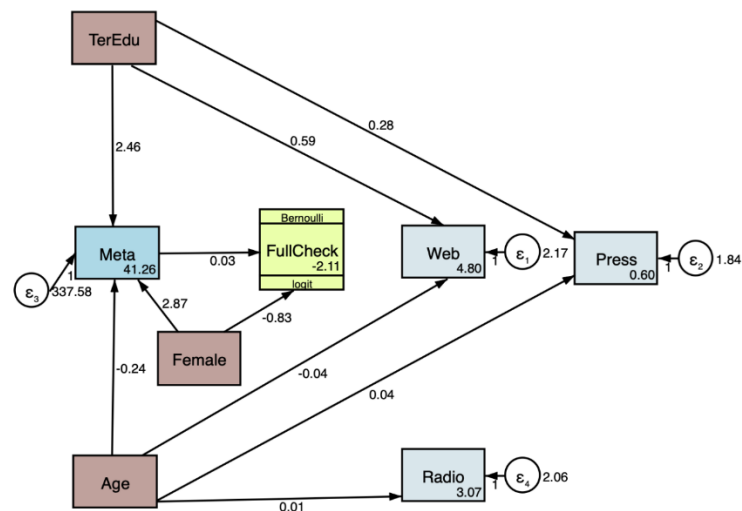 TerEdu
0.28
0.59
2.46
Bernoulli
FullCheck
-2.11
logit
Meta
41.26
0.03
Web
4.80
1
ε1
2.17
Press
0.60
1
ε2
1.84
ε3
1
337.58
2.87
-0.83
Female
-0.24
-0.04
0.04
Age
0.01
Radio
3.07
1
ε4
2.06